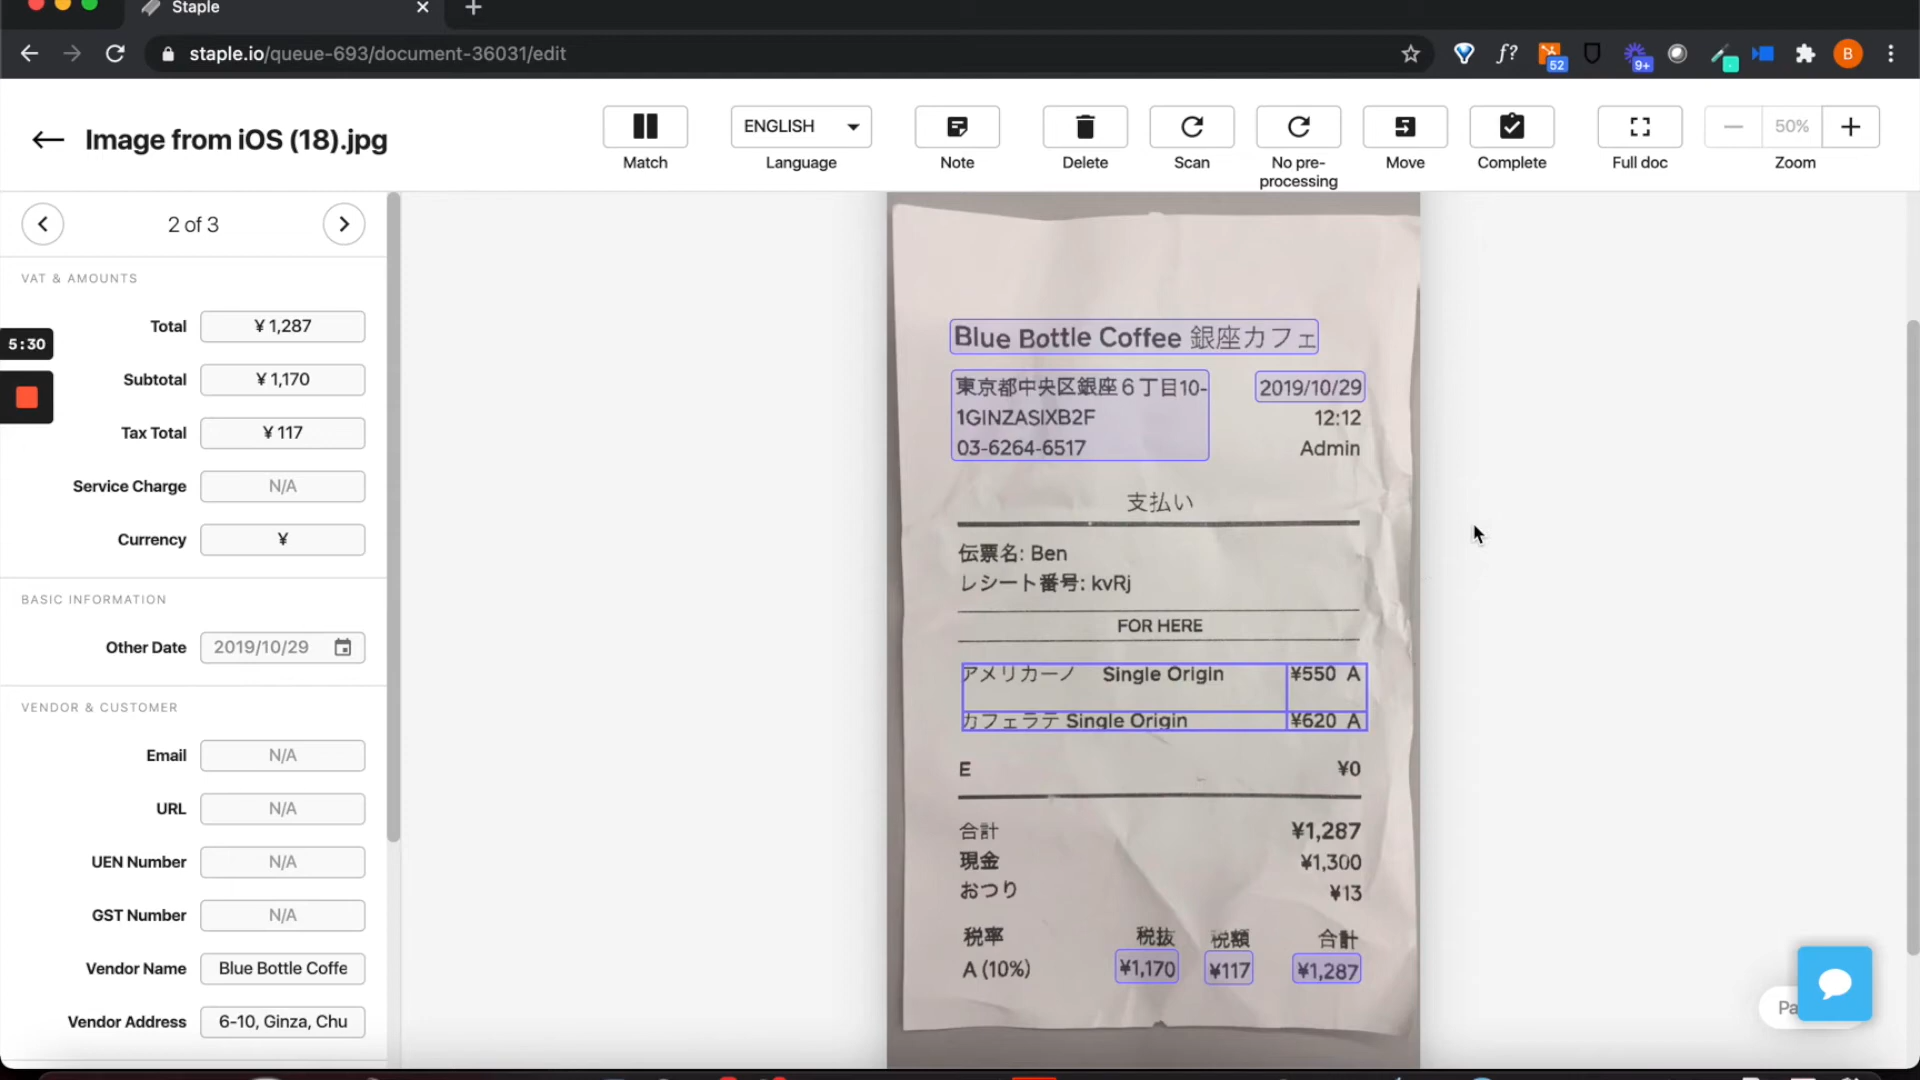 Staple
staple.io/queue-693/document-36031/edit
52
9+
B
Image from iOS (18).jpg
Match
ENGLISH
Language
Note
Delete
Scan
No pre-
processing
Move
Complete
Full doc
50%
Zoom
2 of 3
VAT & AMOUNTS
Total ¥ 1,287
5:30
Subtotal ¥ 1,170
Tax Total ¥ 117
Service Charge N/A
Currency ¥
BASIC INFORMATION
Other Date 2019/10/29
VENDOR & CUSTOMER
Email N/A
URL N/A
UEN Number N/A
GST Number N/A
Vendor Name Blue Bottle Coffe
Vendor Address 6-10, Ginza, Chu
Blue Bottle Coffee 銀座カフェ
東京都中央区銀座6丁目10- 2019/10/29
1GINZASIXB2F 12:12
03-6264-6517 Admin
支払い
伝票名: Ben
レシート番号: kvRj
FOR HERE
アメリカーノ Single Origin ¥550 A
カフェラテ Single Origin ¥620 A
E ¥0
合計 ¥1,287
現金 ¥1,300
おつり ¥13
税率 税抜 税額 合計
A (10%) ¥1,170 ¥117 ¥1,287